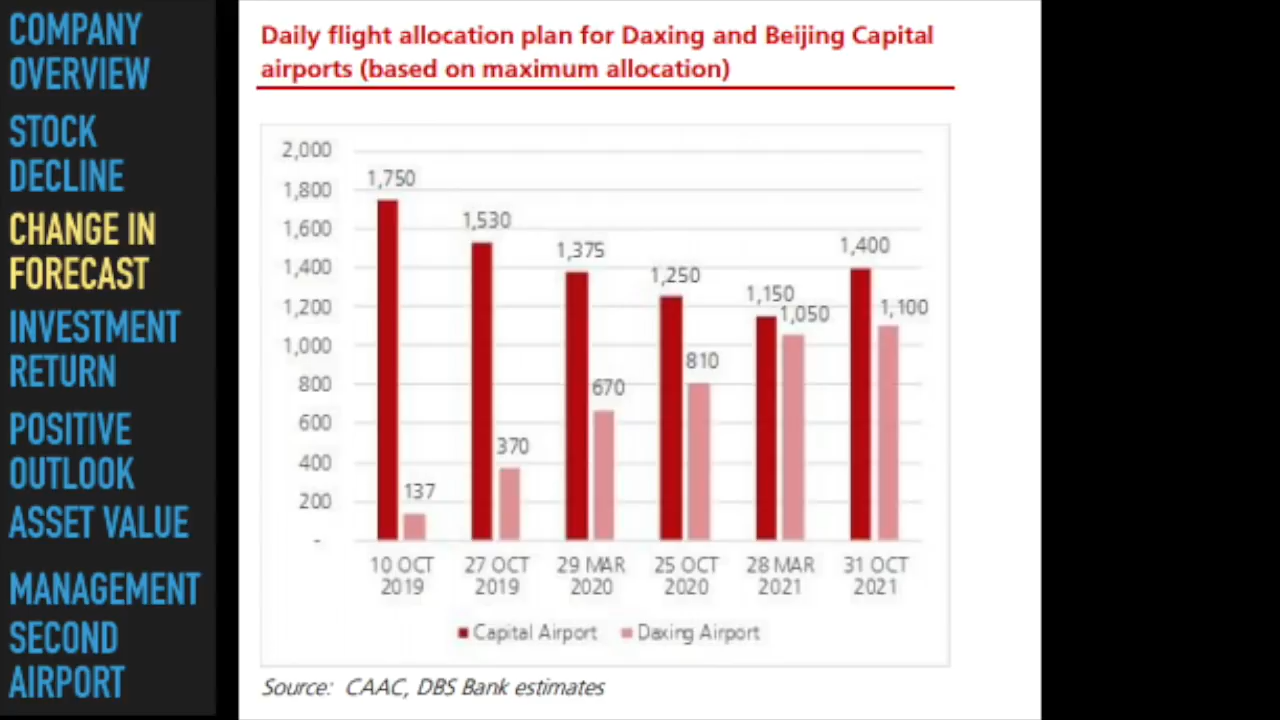 COMPANY
OVERVIEW
STOCK
DECLINE
CHANGE IN
FORECAST
INVESTMENT
RETURN
POSITIVE
OUTLOOK
ASSET VALUE
MANAGEMENT
SECOND
AIRPORT
Daily flight allocation plan for Daxing and Beijing Capital
airports (based on maximum allocation)
2,000
1,800
1,600
1,400
1,200
1,000
800
600
400
200
-
1,750
137
1,530
370
1,375
670
1,250
810
1,150
1,050
1,400
1,100
10 OCT 2019
27 OCT 2019
29 MAR 2020
25 OCT 2020
28 MAR 2021
31 OCT 2021
Capital Airport Daxing Airport
Source: CAAC, DBS Bank estimates